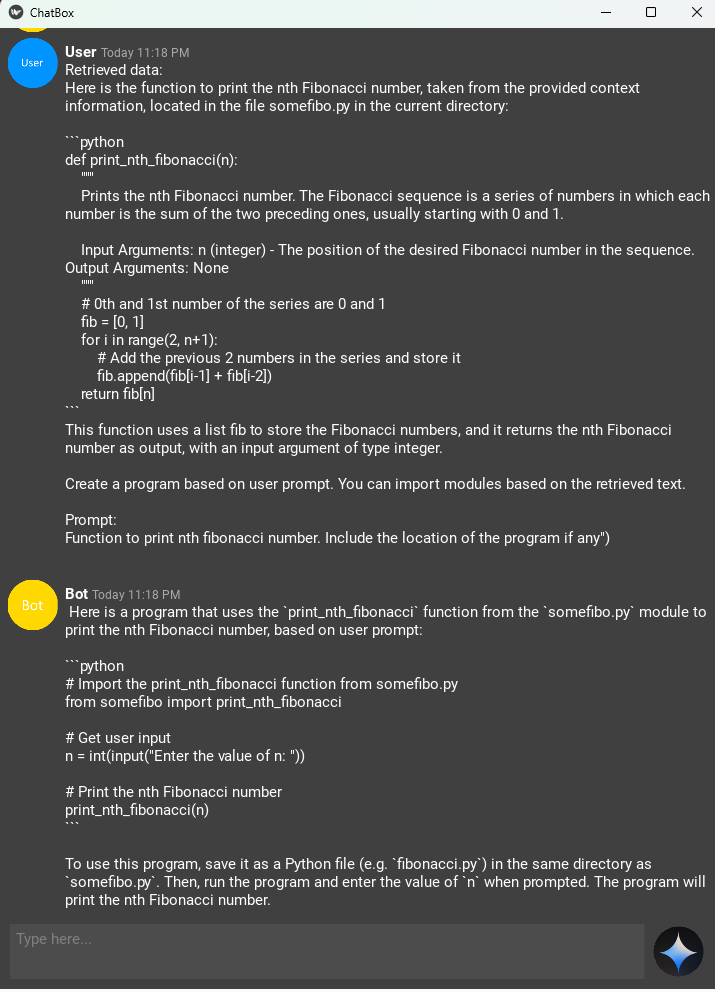 ChatBox
User Today 11:18 PM
User
Retrieved data:
Here is the function to print the nth Fibonacci number, taken from the provided context
information, located in the file somefibo.py in the current directory:
```python
def print_nth_fibonacci(n):
    """
    Prints the nth Fibonacci number. The Fibonacci sequence is a series of numbers in which each
number is the sum of the two preceding ones, usually starting with 0 and 1.
    Input Arguments: n (integer) - The position of the desired Fibonacci number in the sequence.
Output Arguments: None
    """
    # 0th and 1st number of the series are 0 and 1
    fib = [0, 1]
    for i in range(2, n+1):
        # Add the previous 2 numbers in the series and store it
        fib.append(fib[i-1] + fib[i-2])
    return fib[n]
```
This function uses a list fib to store the Fibonacci numbers, and it returns the nth Fibonacci
number as output, with an input argument of type integer.
Create a program based on user prompt. You can import modules based on the retrieved text.
Prompt:
Function to print nth fibonacci number. Include the location of the program if any")
Bot Today 11:18 PM
Bot
Here is a program that uses the `print_nth_fibonacci` function from the `somefibo.py` module to
print the nth Fibonacci number, based on user prompt:
```python
# Import the print_nth_fibonacci function from somefibo.py
from somefibo import print_nth_fibonacci
# Get user input
n = int(input("Enter the value of n: "))
# Print the nth Fibonacci number
print_nth_fibonacci(n)
```
To use this program, save it as a Python file (e.g. `fibonacci.py`) in the same directory as
`somefibo.py`. Then, run the program and enter the value of `n` when prompted. The program will
print the nth Fibonacci number.
Type here...